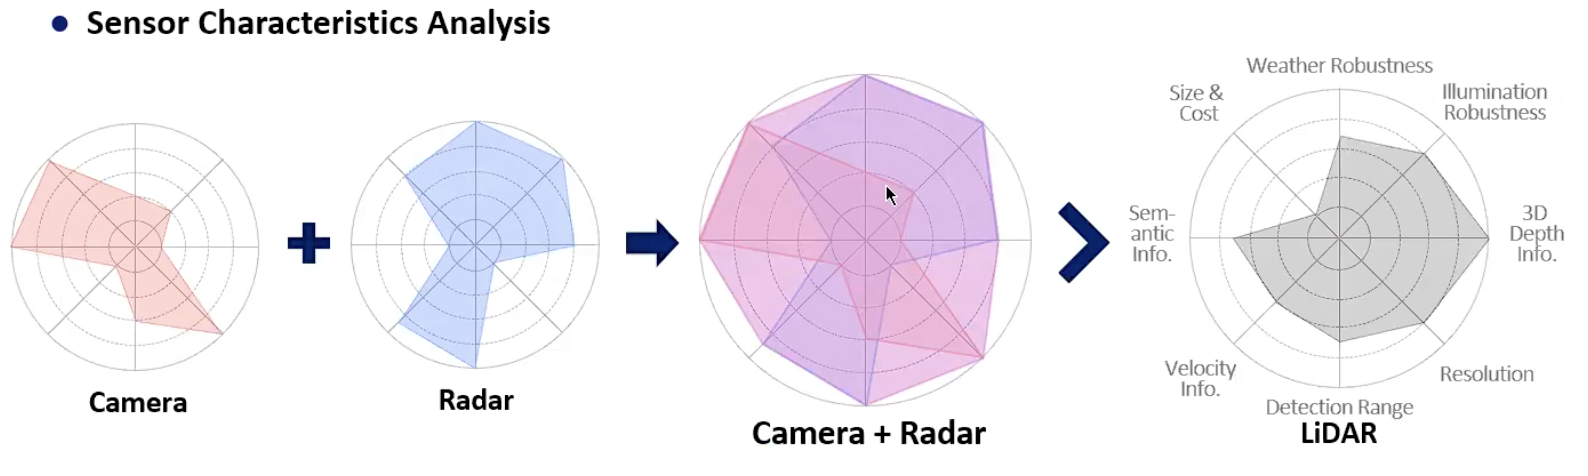 • Sensor Characteristics Analysis
Camera
Radar
Camera + Radar
Weather Robustness
Size &
Cost
Illumination
Robustness
Sem-
antic
Info.
3D
Depth
Info.
Velocity
Info.
Resolution
Detection Range
LiDAR